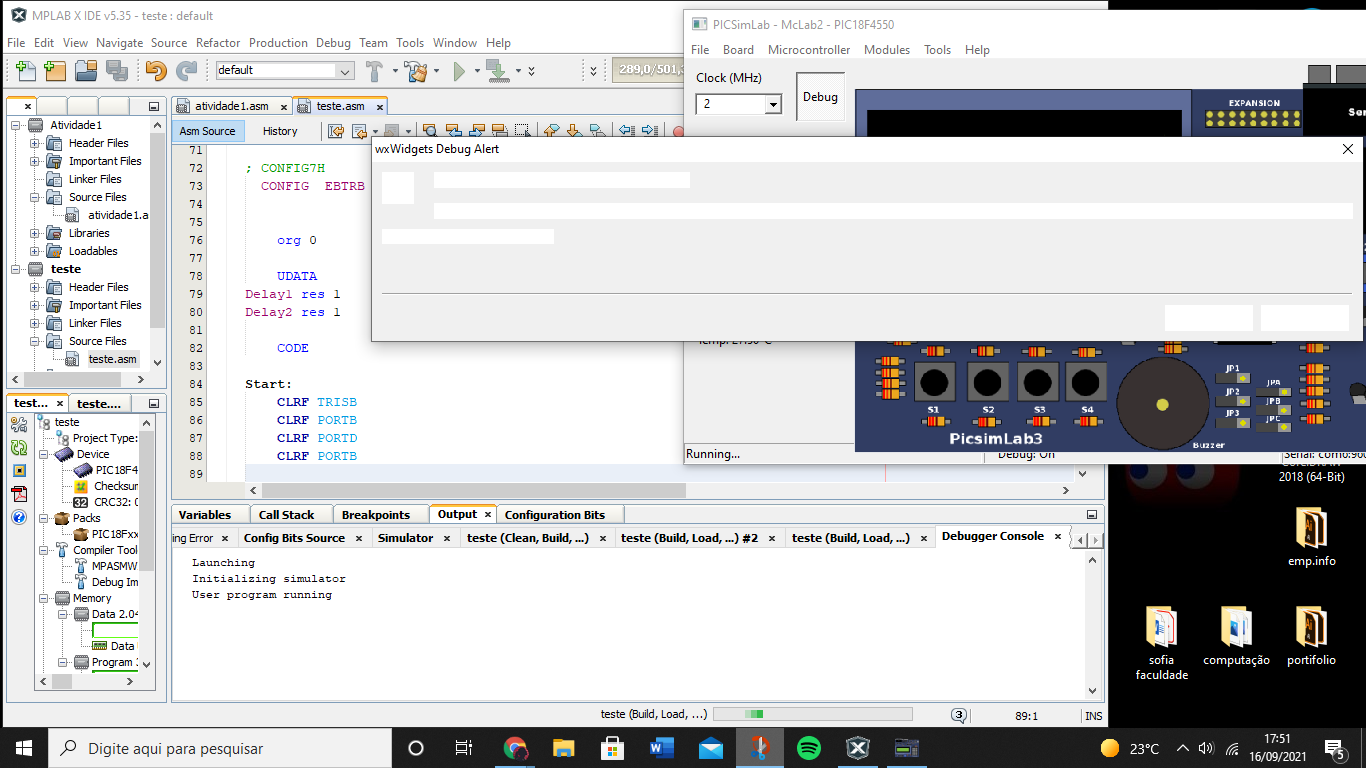 MPLAB X IDE v5.35 - teste : default
File Edit View Navigate Source Refactor Production Debug Team Tools Window Help
default
289,0/501,
PICSimLab - McLab2 - PIC18F4550
File Board Microcontroller Modules Tools Help
Clock (MHz)
2
Debug
EXPANSION
Atividade1
Header Files
Important Files
Linker Files
Source Files
atividade1.a
Libraries
Loadables
teste
Header Files
Important Files
Linker Files
Source Files
teste.asm
atividade1.asm
teste.asm
Asm Source
History
wxWidgets Debug Alert
71
72 ; CONFIG7H
73 CONFIG EBTRB
74
75
76 org 0
77
78 UDATA
79 Delay1 res 1
80 Delay2 res 1
81
82 CODE
83
84 Start:
85 CLRF TRISB
86 CLRF PORTB
87 CLRF PORTD
88 CLRF PORTB
89
S1 S2 S3 S4
JP1
JP2
JP3
JPA
JPB
JPC
PicsimLab3
Buzzer
Running...
Debug: On
test...
teste....
teste
Project Type:
Device
PIC18F4
Checksum
CRC32: 0
Packs
PIC18Fxx
Compiler Tool
MPASMW
Debug Im
Memory
Data 2.04
Data
Program
Variables
Call Stack
Breakpoints
Output
Configuration Bits
ing Error
Config Bits Source
Simulator
teste (Clean, Build, ...)
teste (Build, Load, ...) #2
teste (Build, Load, ...)
Debugger Console
Launching
Initializing simulator
User program running
teste (Build, Load, ...)
3
89:1
INS
2018 (64-Bit)
emp.info
sofia
faculdade
computação
portifolio
Digite aqui para pesquisar
23°C
17:51
16/09/2021
5